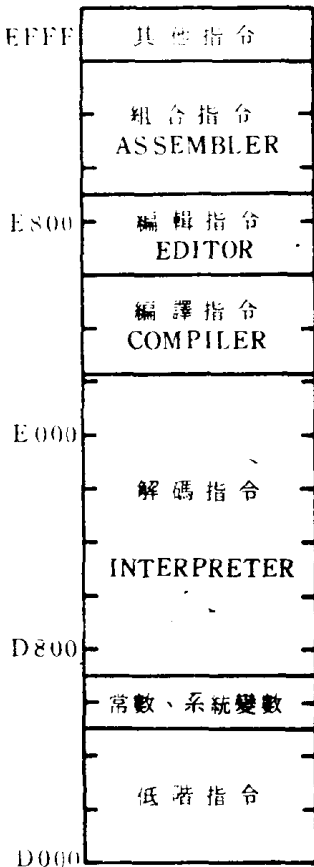 EFFF
其他指令
組合指令
ASSEMBLER
E800
編輯指令
EDITOR
編譯指令
COMPILER
E000
解碼指令
INTERPRETER
D800
常數、系統變數
低階指令
D000